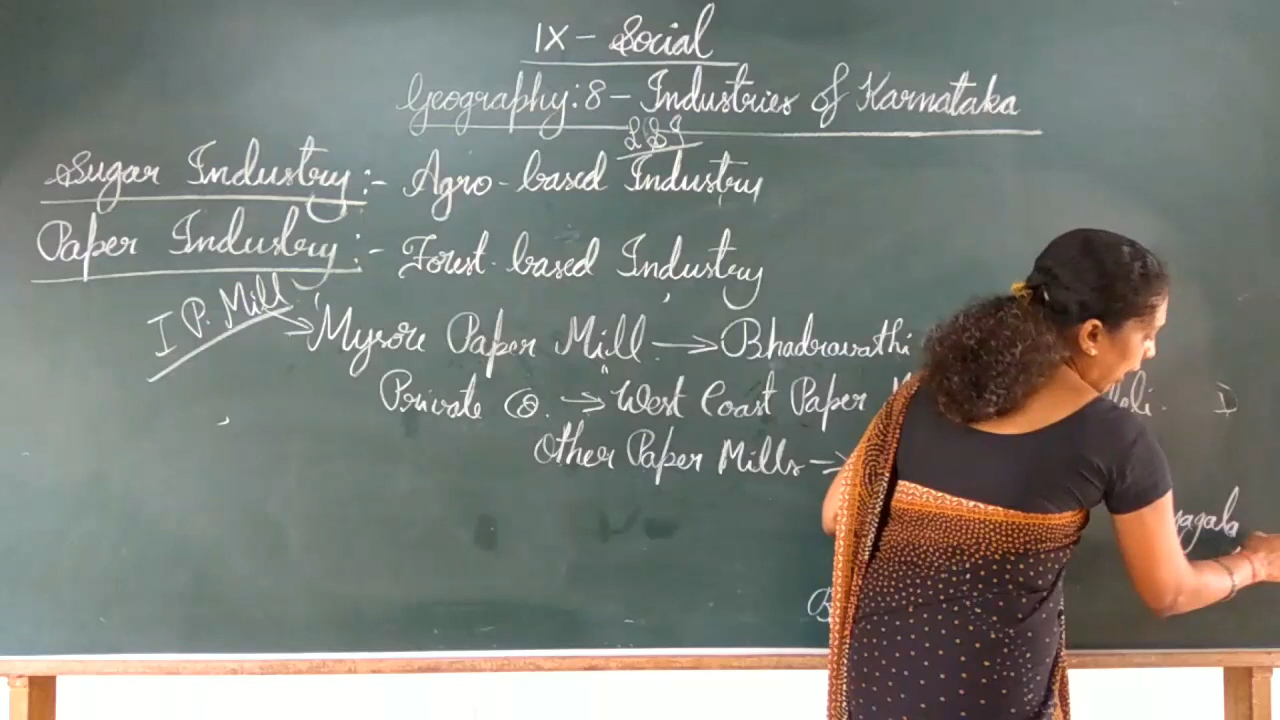 IX - Social
Geography: 8 - Industries of Karnataka
Sugar Industry :- Agro-based Industry
Paper Industry :- Forest-based Industry
I P. Mill → Mysore Paper Mill → Bhadravathi
Private Co. → West Coast Paper
Other Paper Mills →